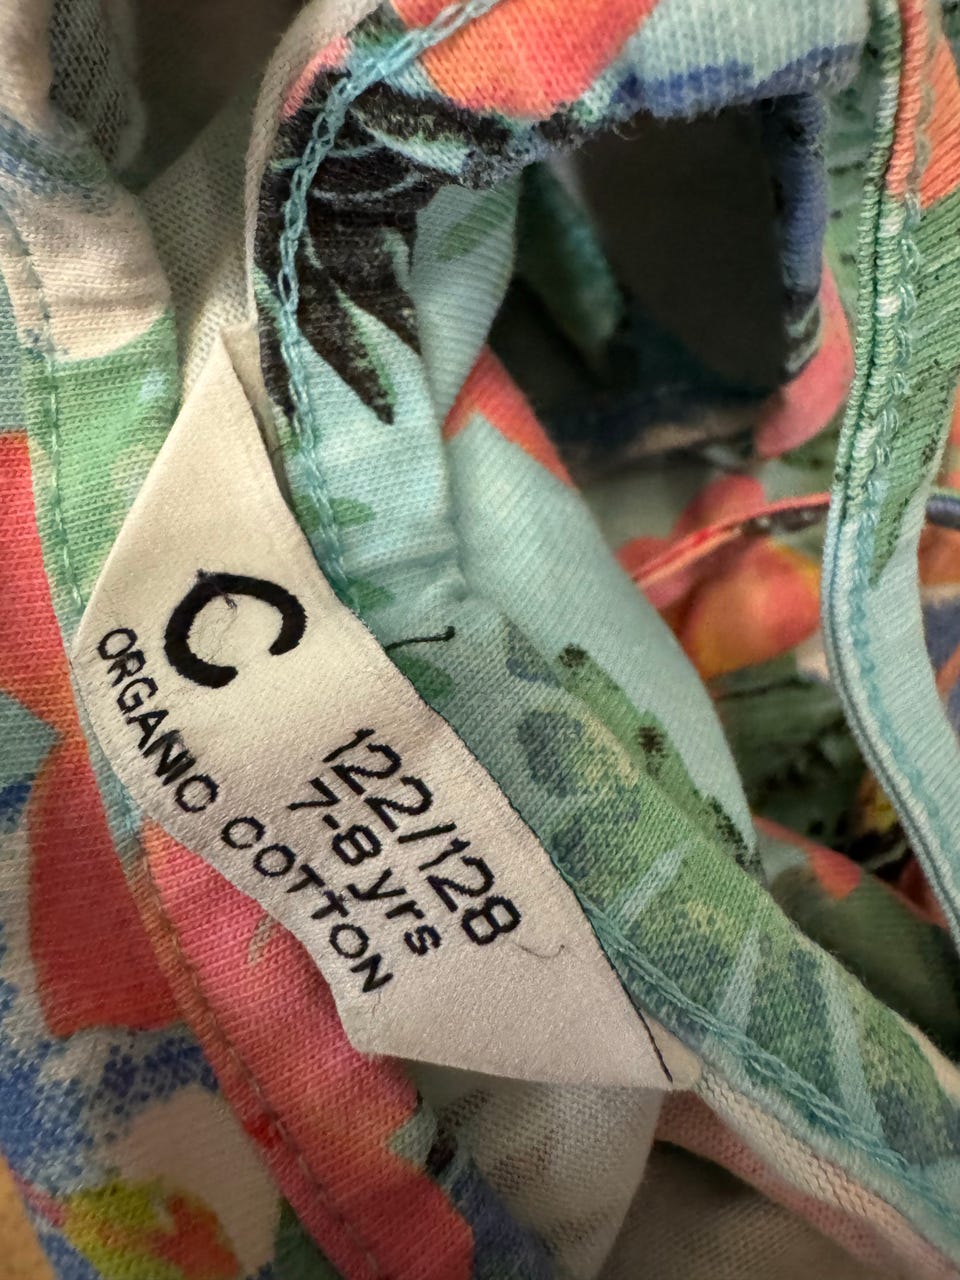 C
122/128
7-8 yrs
ORGANIC COTTON